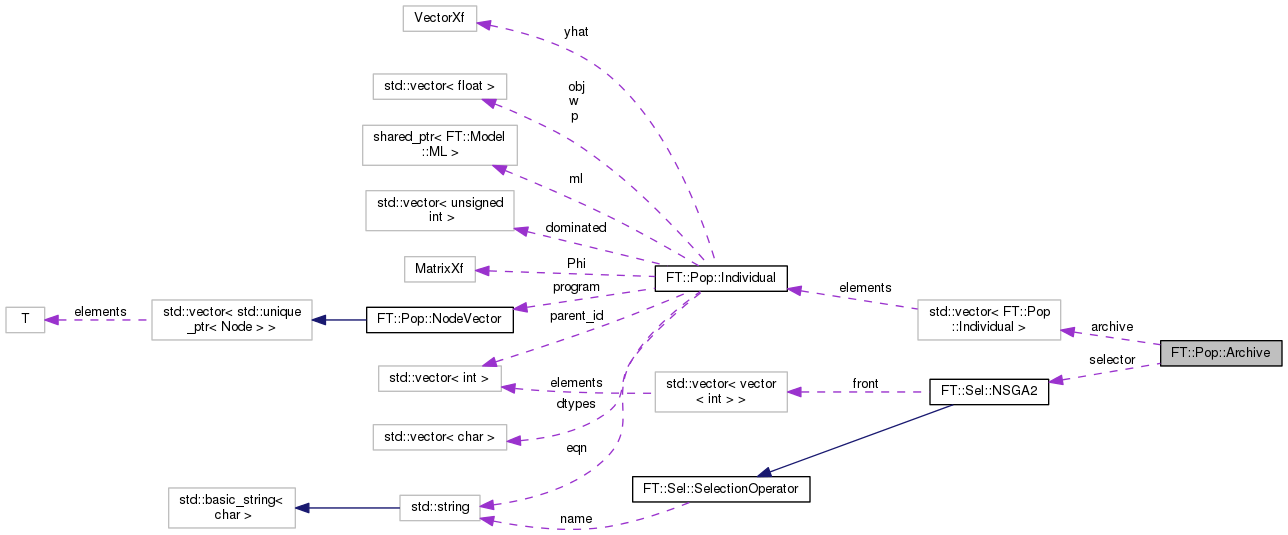 VectorXf
yhat
std::vector< float >
obj
w
p
shared_ptr< FT::Model
::ML >
ml
std::vector< unsigned
int >
dominated
MatrixXf
Phi
FT::Pop::Individual
program
elements
T
elements
std::vector< std::unique
_ptr< Node > >
FT::Pop::NodeVector
parent_id
std::vector< FT::Pop
::Individual >
archive
FT::Pop::Archive
selector
std::vector< int >
elements
std::vector< vector
< int > >
front
FT::Sel::NSGA2
dtypes
std::vector< char >
eqn
FT::Sel::SelectionOperator
std::basic_string<
char >
std::string
name